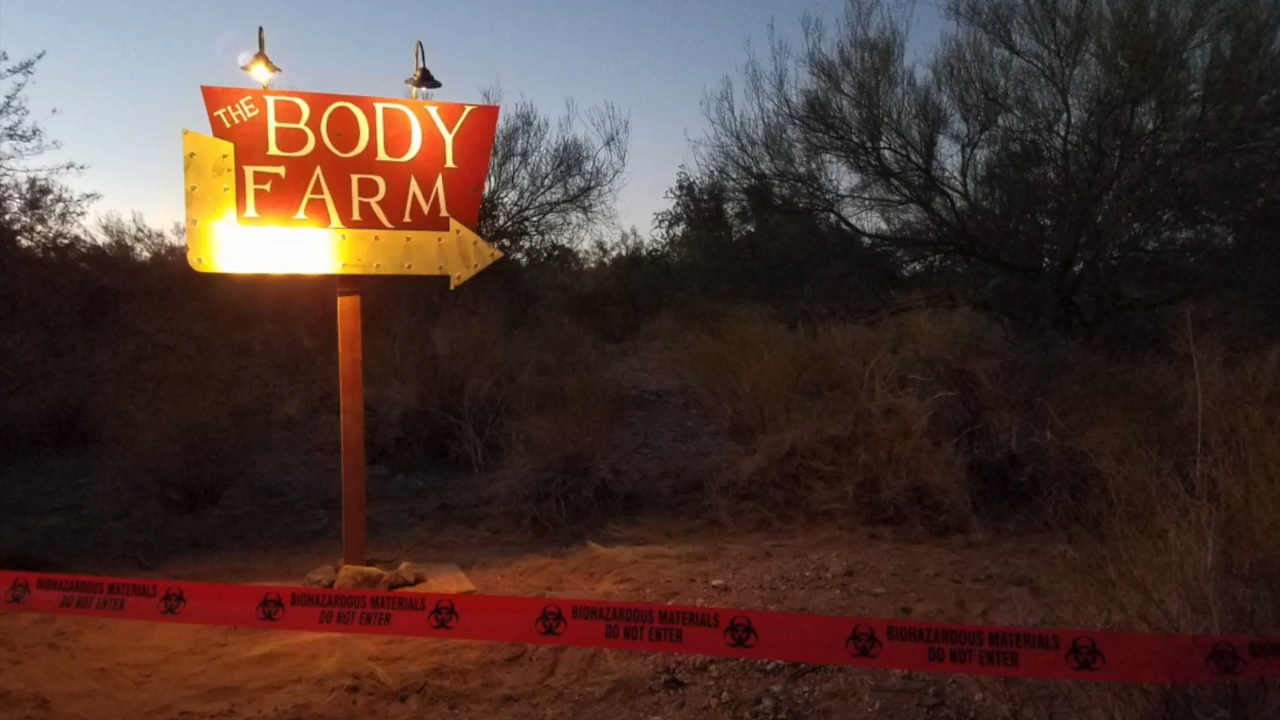 THE
BODY
FARM
BIOHAZARDOUS MATERIALS
DO NOT ENTER
BIOHAZARDOUS MATERIALS
DO NOT ENTER
BIOHAZARDOUS MATERIALS
DO NOT ENTER
BIOHAZARDOUS MATERIALS
DO NOT ENTER